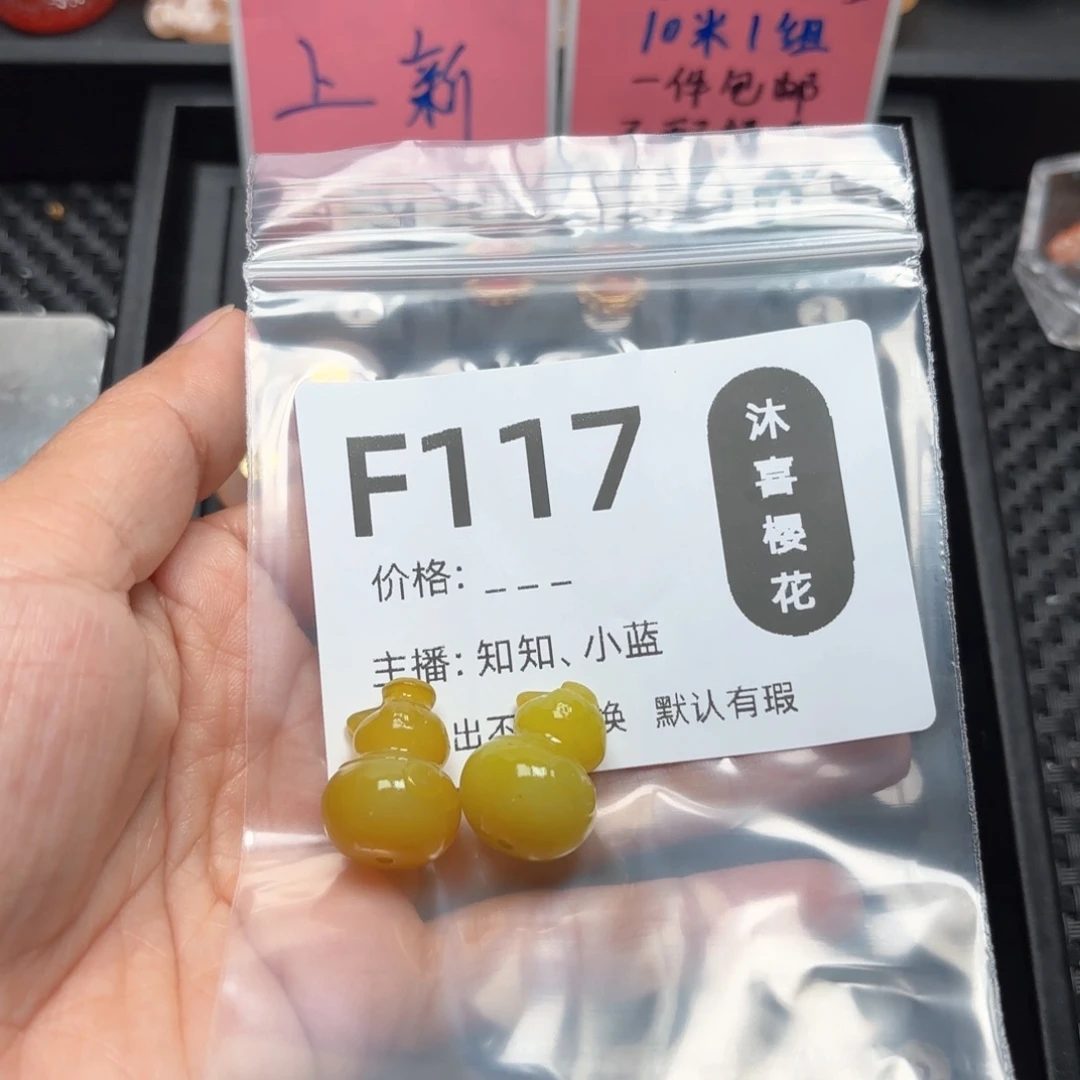 上新
10米1组
一件包邮
F117
沐喜樱花
价格：_ _ _
主播：知知、小蓝
出不 换 默认有瑕